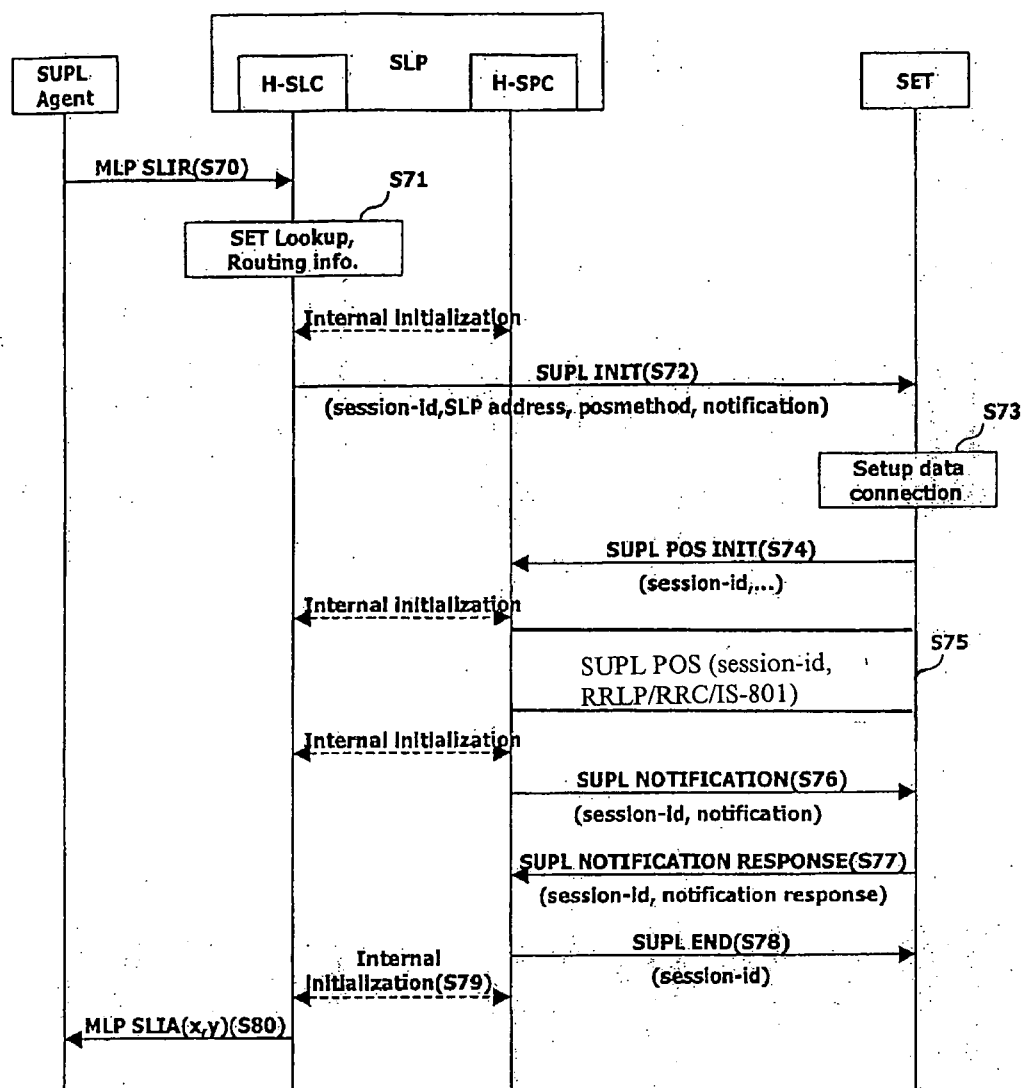 SLP
SUPL
Agent
H-SLC
H-SPC
SET
MLP SLIR(S70)
S71
SET Lookup,
Routing info.
Internal initialization
SUPL INIT(S72)
(session-id,SLP address, posmethod, notification)
S73
Setup data
connection
SUPL POS INIT(S74)
(session-id,...)
Internal initialization
S75
SUPL POS (session-id,
RRLP/RRC/IS-801)
Internal initialization
SUPL NOTIFICATION(S76)
(session-id, notification)
SUPL NOTIFICATION RESPONSE(S77)
(session-id, notification response)
SUPL END(S78)
(session-id)
Internal
initialization(S79)
MLP SLIA(x,y)(S80)